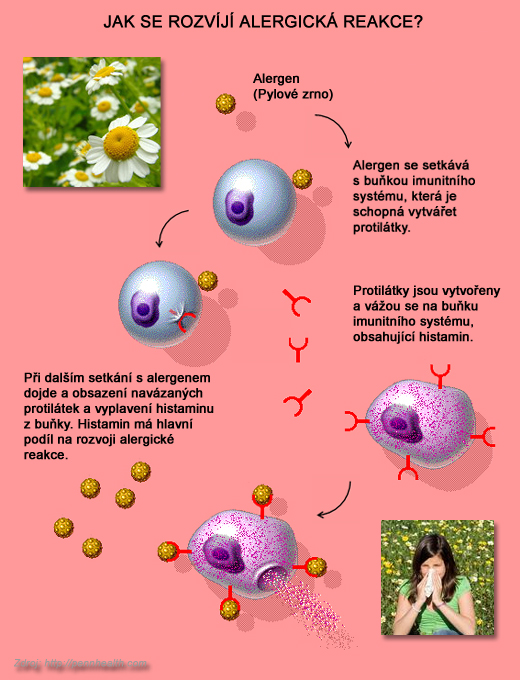 JAK SE ROZVÍJÍ ALERGICKÁ REAKCE?
Alergen
(Pylové zrno)
Alergen se setkává
s buňkou imunitního
systému, která je
schopná vytvářet
protilátky.
Protilátky jsou vytvořeny
a vážou se na buňku
imunitního systému,
obsahující histamin.
Při dalším setkání s alergenem
dojde a obsazení navázaných
protilátek a vyplavení histaminu
z buňky. Histamin má hlavní
podíl na rozvoji alergické
reakce.
Zdroj: http://